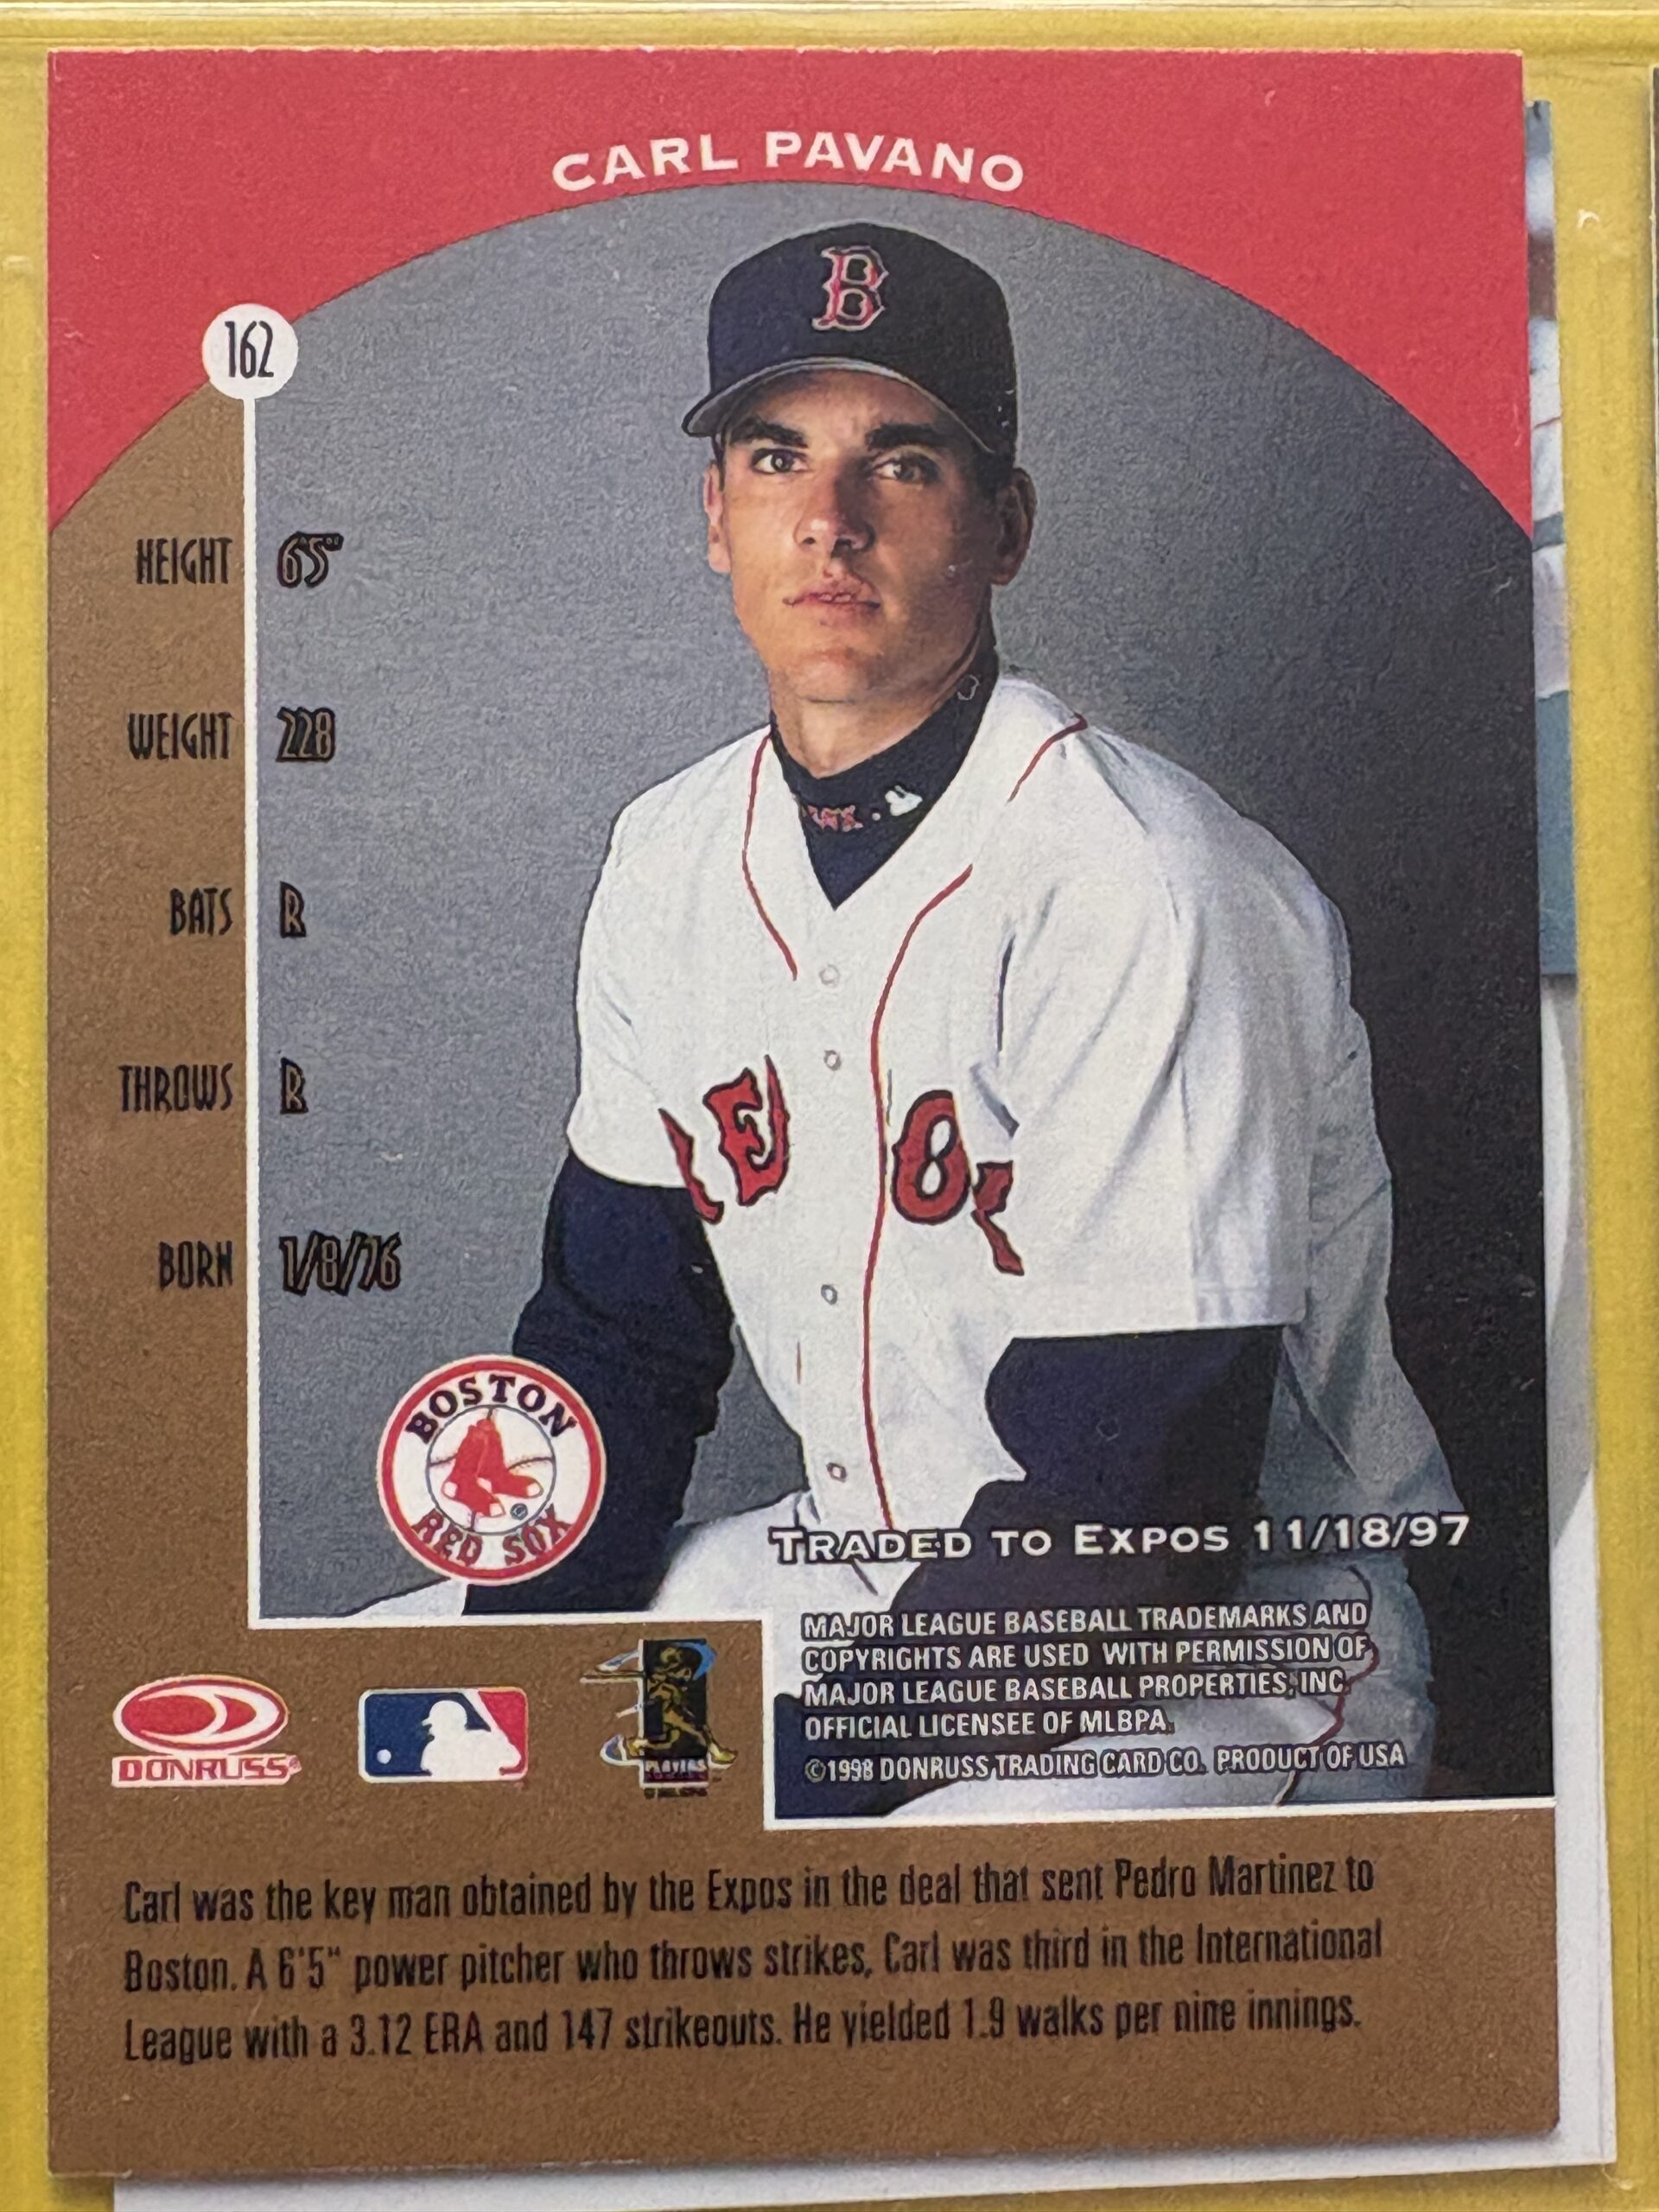 CARL PAVANO
162
B
HEIGHT 6'5"
WEIGHT 228
BATS R
THROWS R
BORN 1/8/76
BOSTON
RED SOX
®
TRADED TO EXPOS 11/18/97
MAJOR LEAGUE BASEBALL TRADEMARKS AND
COPYRIGHTS ARE USED WITH PERMISSION OF
MAJOR LEAGUE BASEBALL PROPERTIES, INC.
OFFICIAL LICENSEE OF MLBPA.
©1998 DONRUSS TRADING CARD CO. PRODUCT OF USA
DONRUSS®
PLAYERS
Carl was the key man obtained by the Expos in the deal that sent Pedro Martinez to
Boston. A 6'5" power pitcher who throws strikes, Carl was third in the International
League with a 3.12 ERA and 147 strikeouts. He yielded 1.9 walks per nine innings.